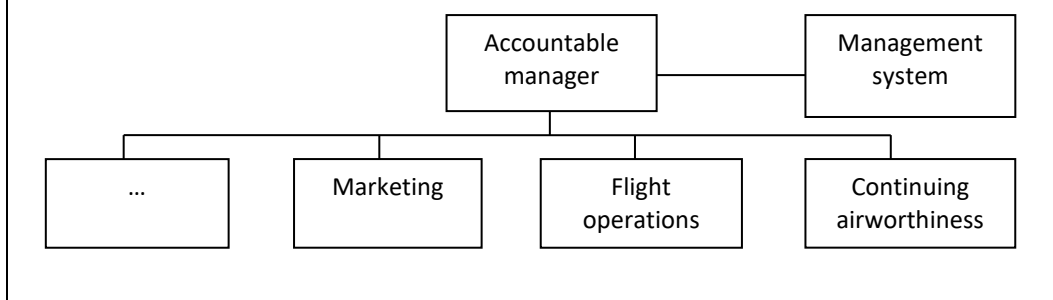 Accountable
manager
Management
system
...
Marketing
Flight
operations
Continuing
airworthiness